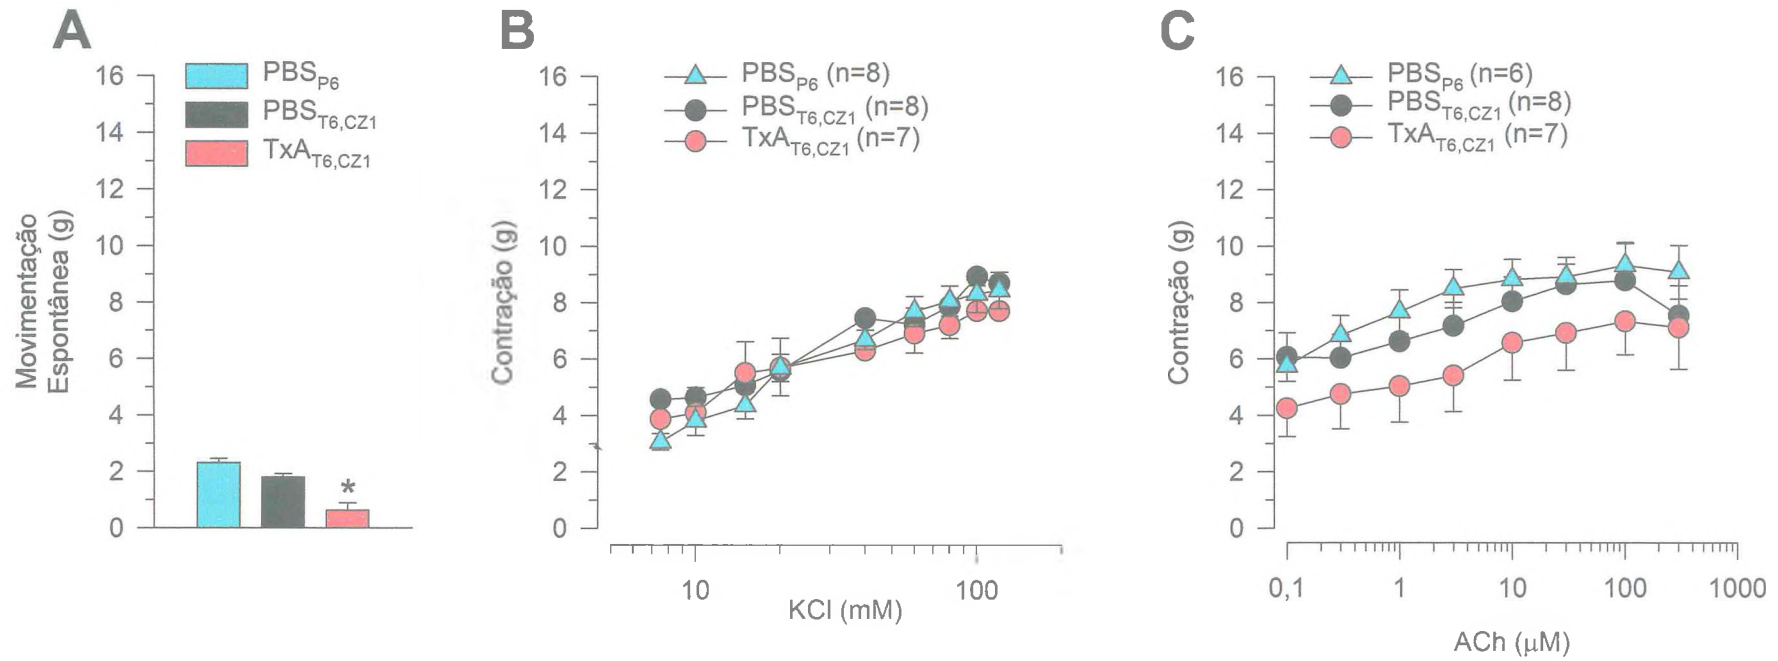 A
Movimentação
Espontânea (g)
16
14
12
10
8
6
4
2
0
PBSP6
PBST6,CZ1
TxAT6,CZ1
*
B
Contração (g)
16
14
12
10
8
6
4
2
0
PBSP6 (n=8)
PBST6,CZ1 (n=8)
TxAT6,CZ1 (n=7)
10 100
KCl (mM)
C
Contração (g)
16
14
12
10
8
6
4
2
0
PBSP6 (n=6)
PBST6,CZ1 (n=8)
TxAT6,CZ1 (n=7)
0,1 1 10 100 1000
ACh (µM)